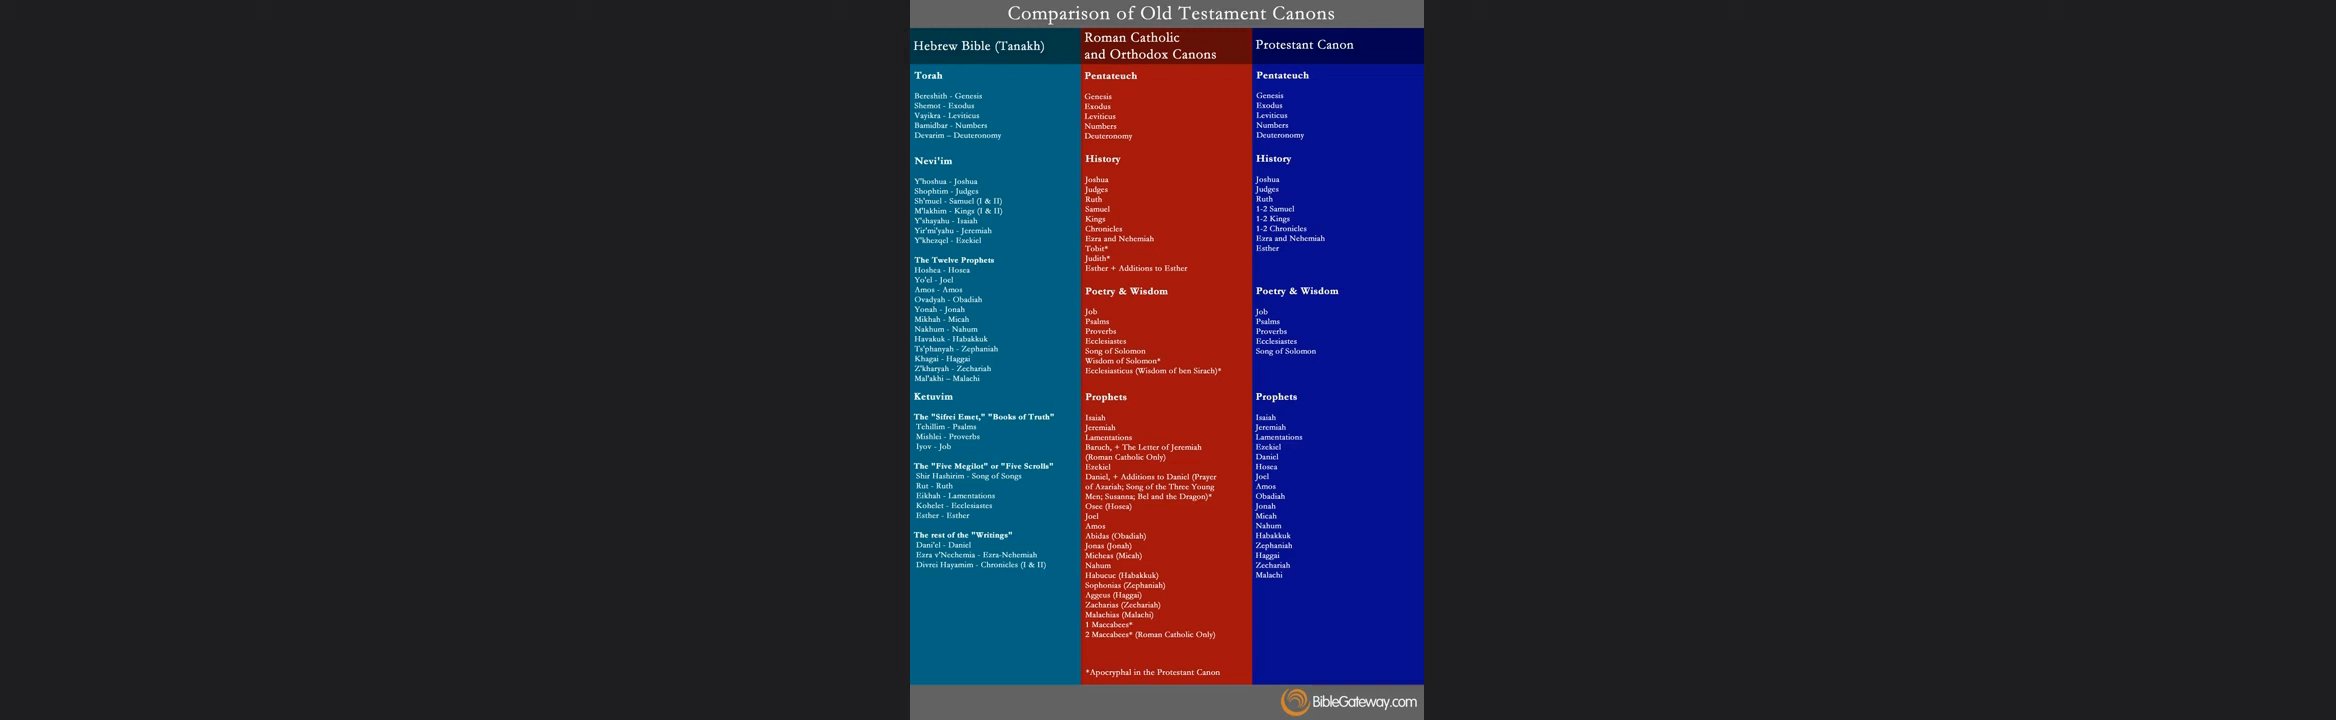 Comparison of Old Testament Canons
Hebrew Bible (Tanakh)
Torah
Bereshith - Genesis
Shemot - Exodus
Vayikra - Leviticus
Bamidbar - Numbers
Devarim – Deuteronomy
Nevi'im
Y'hoshua - Joshua
Shophtim - Judges
Sh'muel - Samuel (I & II)
M'lakhim - Kings (I & II)
Y'shayahu - Isaiah
Yir'mi'yahu - Jeremiah
Y'khezqel - Ezekiel
The Twelve Prophets
Hoshea - Hosea
Yo'el - Joel
Amos - Amos
Ovadyah - Obadiah
Yonah - Jonah
Mikhah - Micah
Nakhum - Nahum
Havakuk - Habakkuk
Ts'phanyah - Zephaniah
Khagai - Haggai
Z'kharyah - Zechariah
Mal'akhi – Malachi
Ketuvim
The "Sifrei Emet," "Books of Truth"
Tehillim - Psalms
Mishlei - Proverbs
Iyov - Job
The "Five Megilot" or "Five Scrolls"
Shir Hashirim - Song of Songs
Rut - Ruth
Eikhah - Lamentations
Kohelet - Ecclesiastes
Esther - Esther
The rest of the "Writings"
Dani'el - Daniel
Ezra v'Nechemia - Ezra-Nehemiah
Divrei Hayamim - Chronicles (I & II)
Roman Catholic
and Orthodox Canons
Pentateuch
Genesis
Exodus
Leviticus
Numbers
Deuteronomy
History
Joshua
Judges
Ruth
Samuel
Kings
Chronicles
Ezra and Nehemiah
Tobit*
Judith*
Esther + Additions to Esther
Poetry & Wisdom
Job
Psalms
Proverbs
Ecclesiastes
Song of Solomon
Wisdom of Solomon*
Ecclesiasticus (Wisdom of ben Sirach)*
Prophets
Isaiah
Jeremiah
Lamentations
Baruch, + The Letter of Jeremiah
(Roman Catholic Only)
Ezekiel
Daniel, + Additions to Daniel (Prayer
of Azariah; Song of the Three Young
Men; Susanna; Bel and the Dragon)*
Osee (Hosea)
Joel
Amos
Abidas (Obadiah)
Jonas (Jonah)
Micheas (Micah)
Nahum
Habucuc (Habakkuk)
Sophonias (Zephaniah)
Aggeus (Haggai)
Zacharias (Zechariah)
Malachias (Malachi)
1 Maccabees*
2 Maccabees* (Roman Catholic Only)
*Apocryphal in the Protestant Canon
Protestant Canon
Pentateuch
Genesis
Exodus
Leviticus
Numbers
Deuteronomy
History
Joshua
Judges
Ruth
1-2 Samuel
1-2 Kings
1-2 Chronicles
Ezra and Nehemiah
Esther
Poetry & Wisdom
Job
Psalms
Proverbs
Ecclesiastes
Song of Solomon
Prophets
Isaiah
Jeremiah
Lamentations
Ezekiel
Daniel
Hosea
Joel
Amos
Obadiah
Jonah
Micah
Nahum
Habakkuk
Zephaniah
Haggai
Zechariah
Malachi
BibleGateway.com